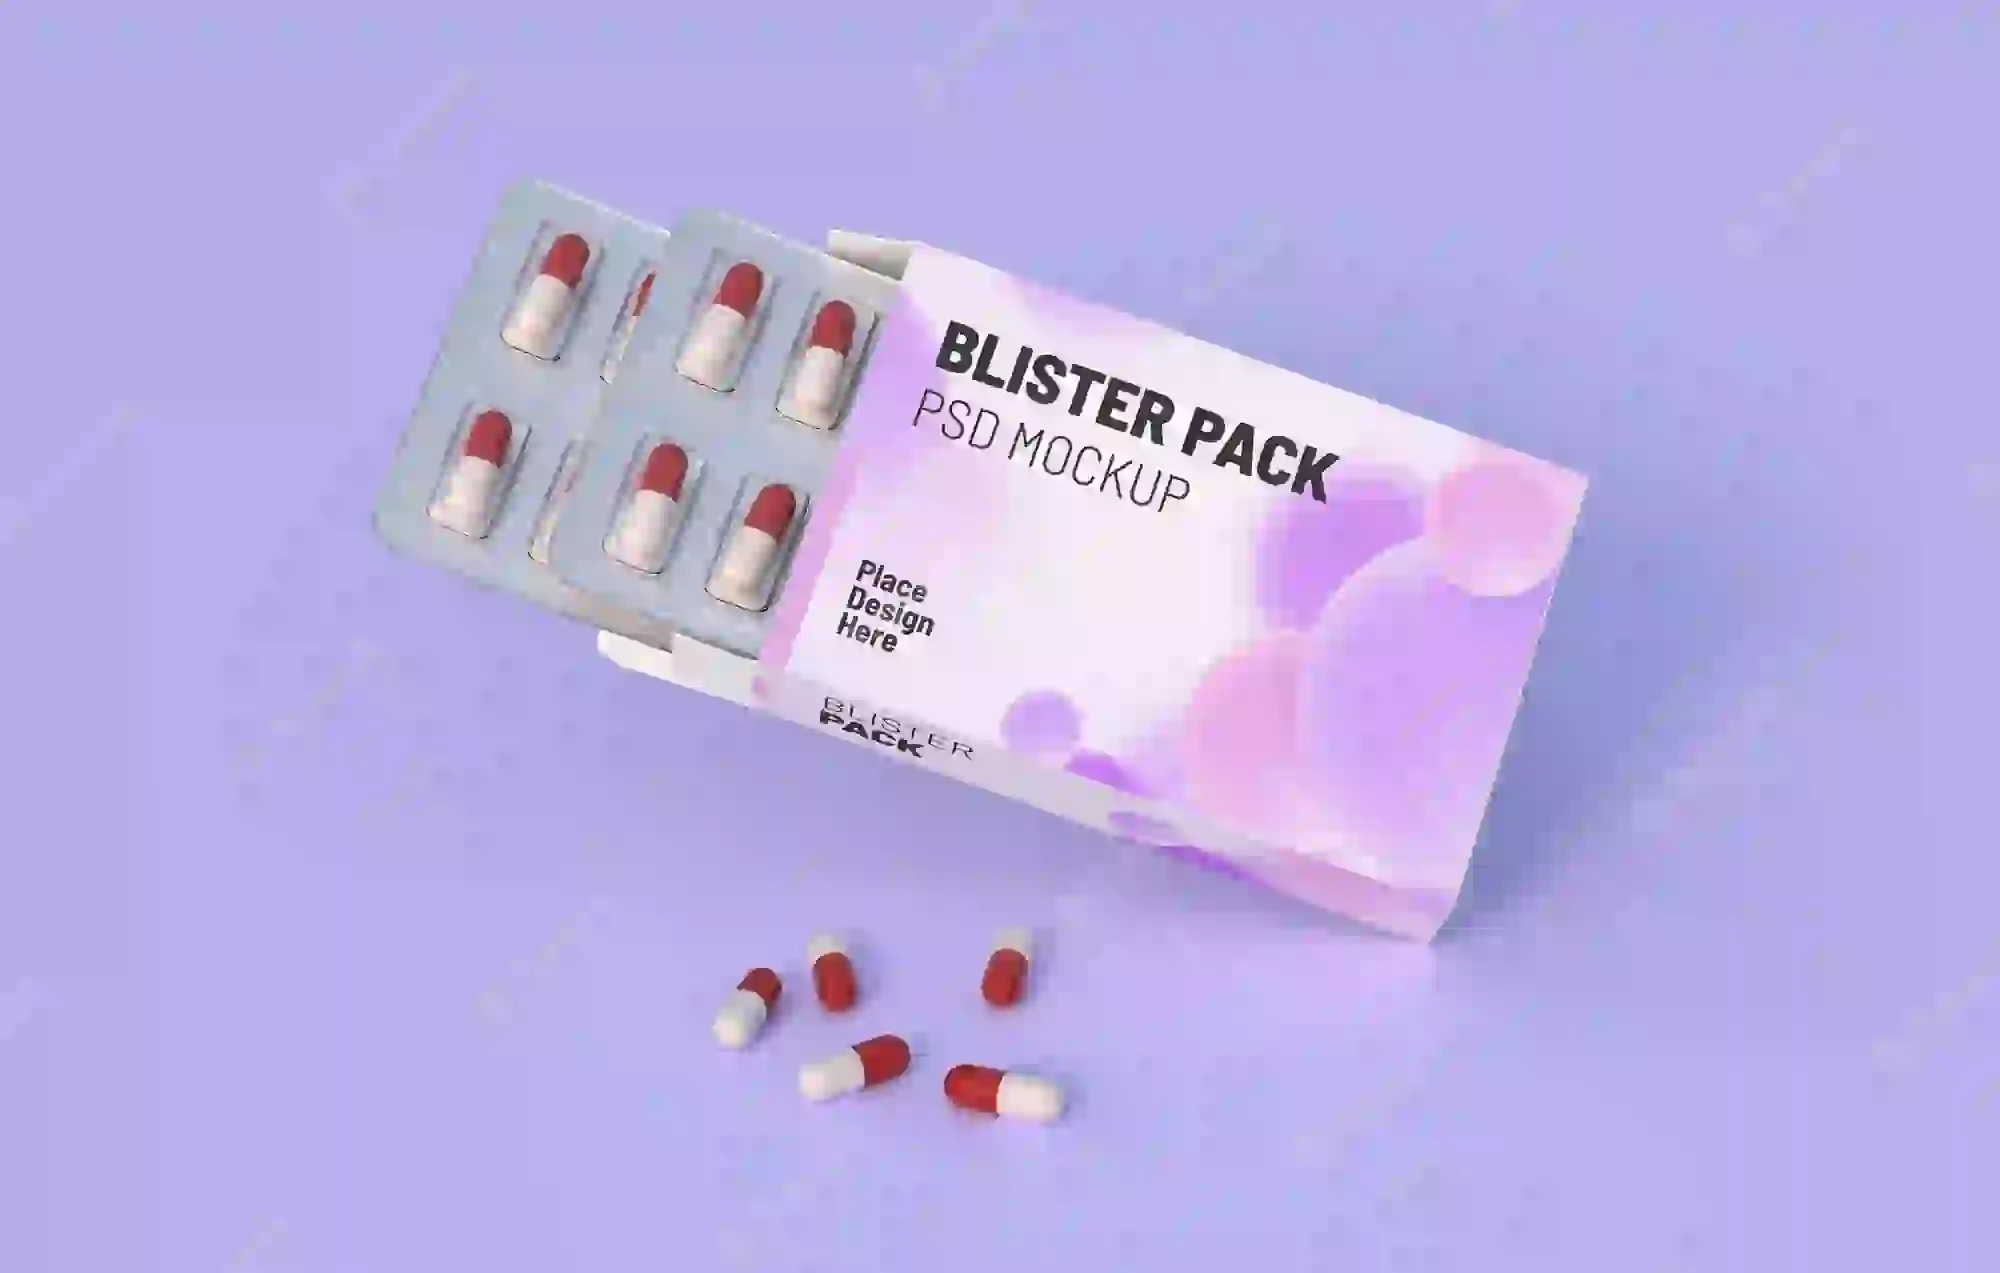 BLISTER PACK
PSD MOCKUP
Place
Design
Here
BLISTER
PACK